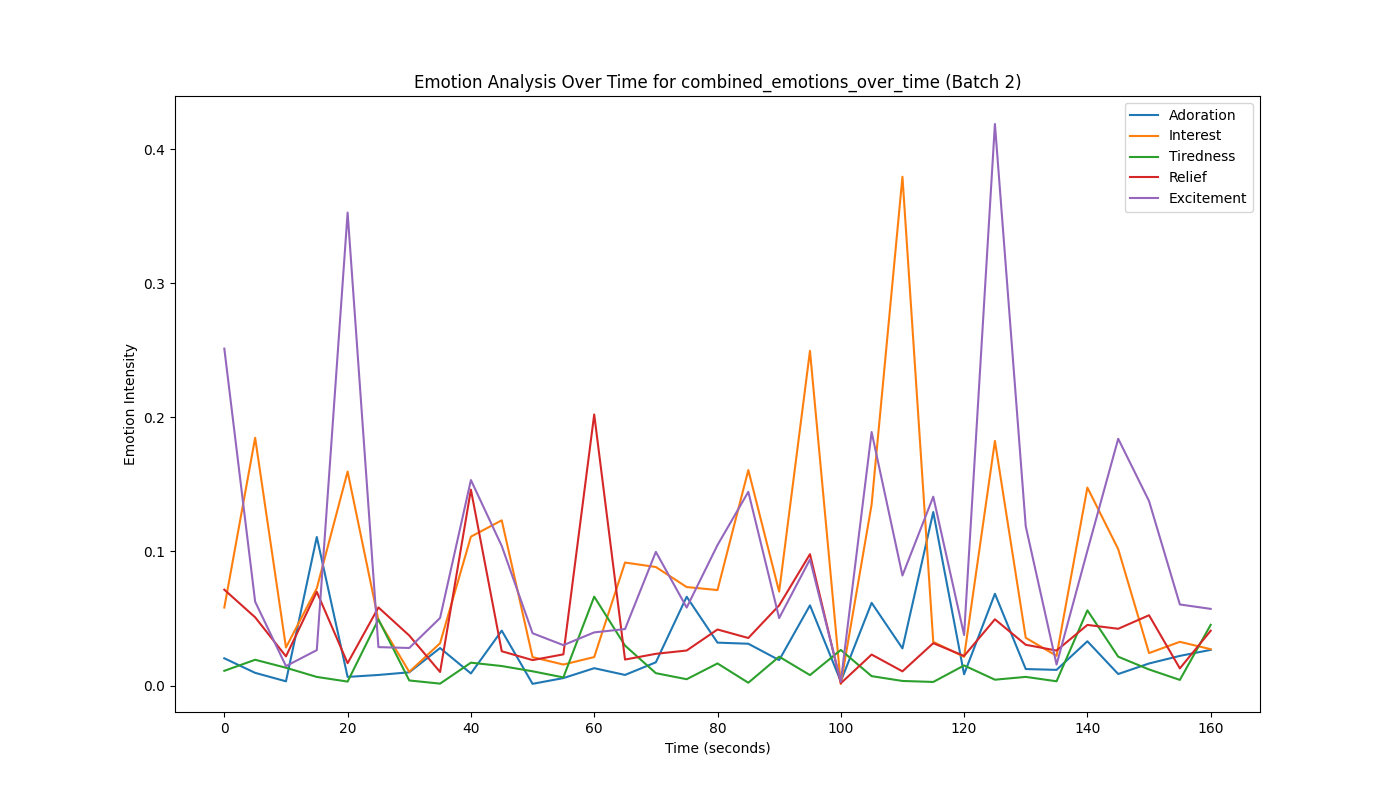 Emotion Analysis Over Time for combined_emotions_over_time (Batch 2)
Adoration
Interest
Tiredness
Relief
Excitement
Emotion Intensity
0.4
0.3
0.2
0.1
0.0
0 20 40 60 80 100 120 140 160
Time (seconds)